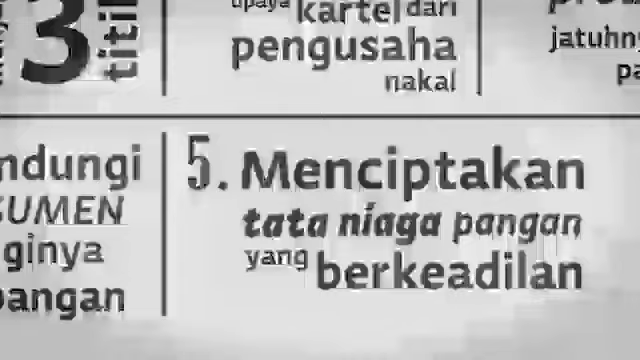 3 titik
upaya kartel dari
pengusaha
nakal
jatuhny
pa
ndungi
SUMEN
ginya
pangan
5. Menciptakan
tata niaga pangan
yang berkeadilan